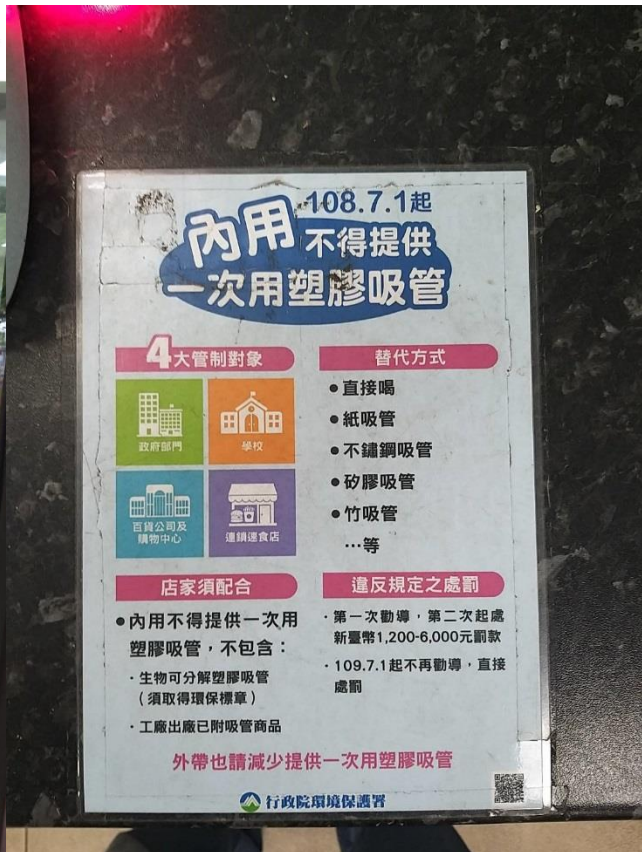 108.7.1起
內用不得提供
一次用塑膠吸管
4大管制對象
政府部門
學校
百貨公司及
購物中心
連鎖速食店
替代方式
●直接喝
●紙吸管
●不鏽鋼吸管
●矽膠吸管
●竹吸管
…等
店家須配合
●內用不得提供一次用
塑膠吸管，不包含：
．生物可分解塑膠吸管
（須取得環保標章）
．工廠出廠已附吸管商品
違反規定之處罰
．第一次勸導，第二次起處
新臺幣1,200-6,000元罰款
．109.7.1起不再勸導，直接
處罰
外帶也請減少提供一次用塑膠吸管
行政院環境保護署